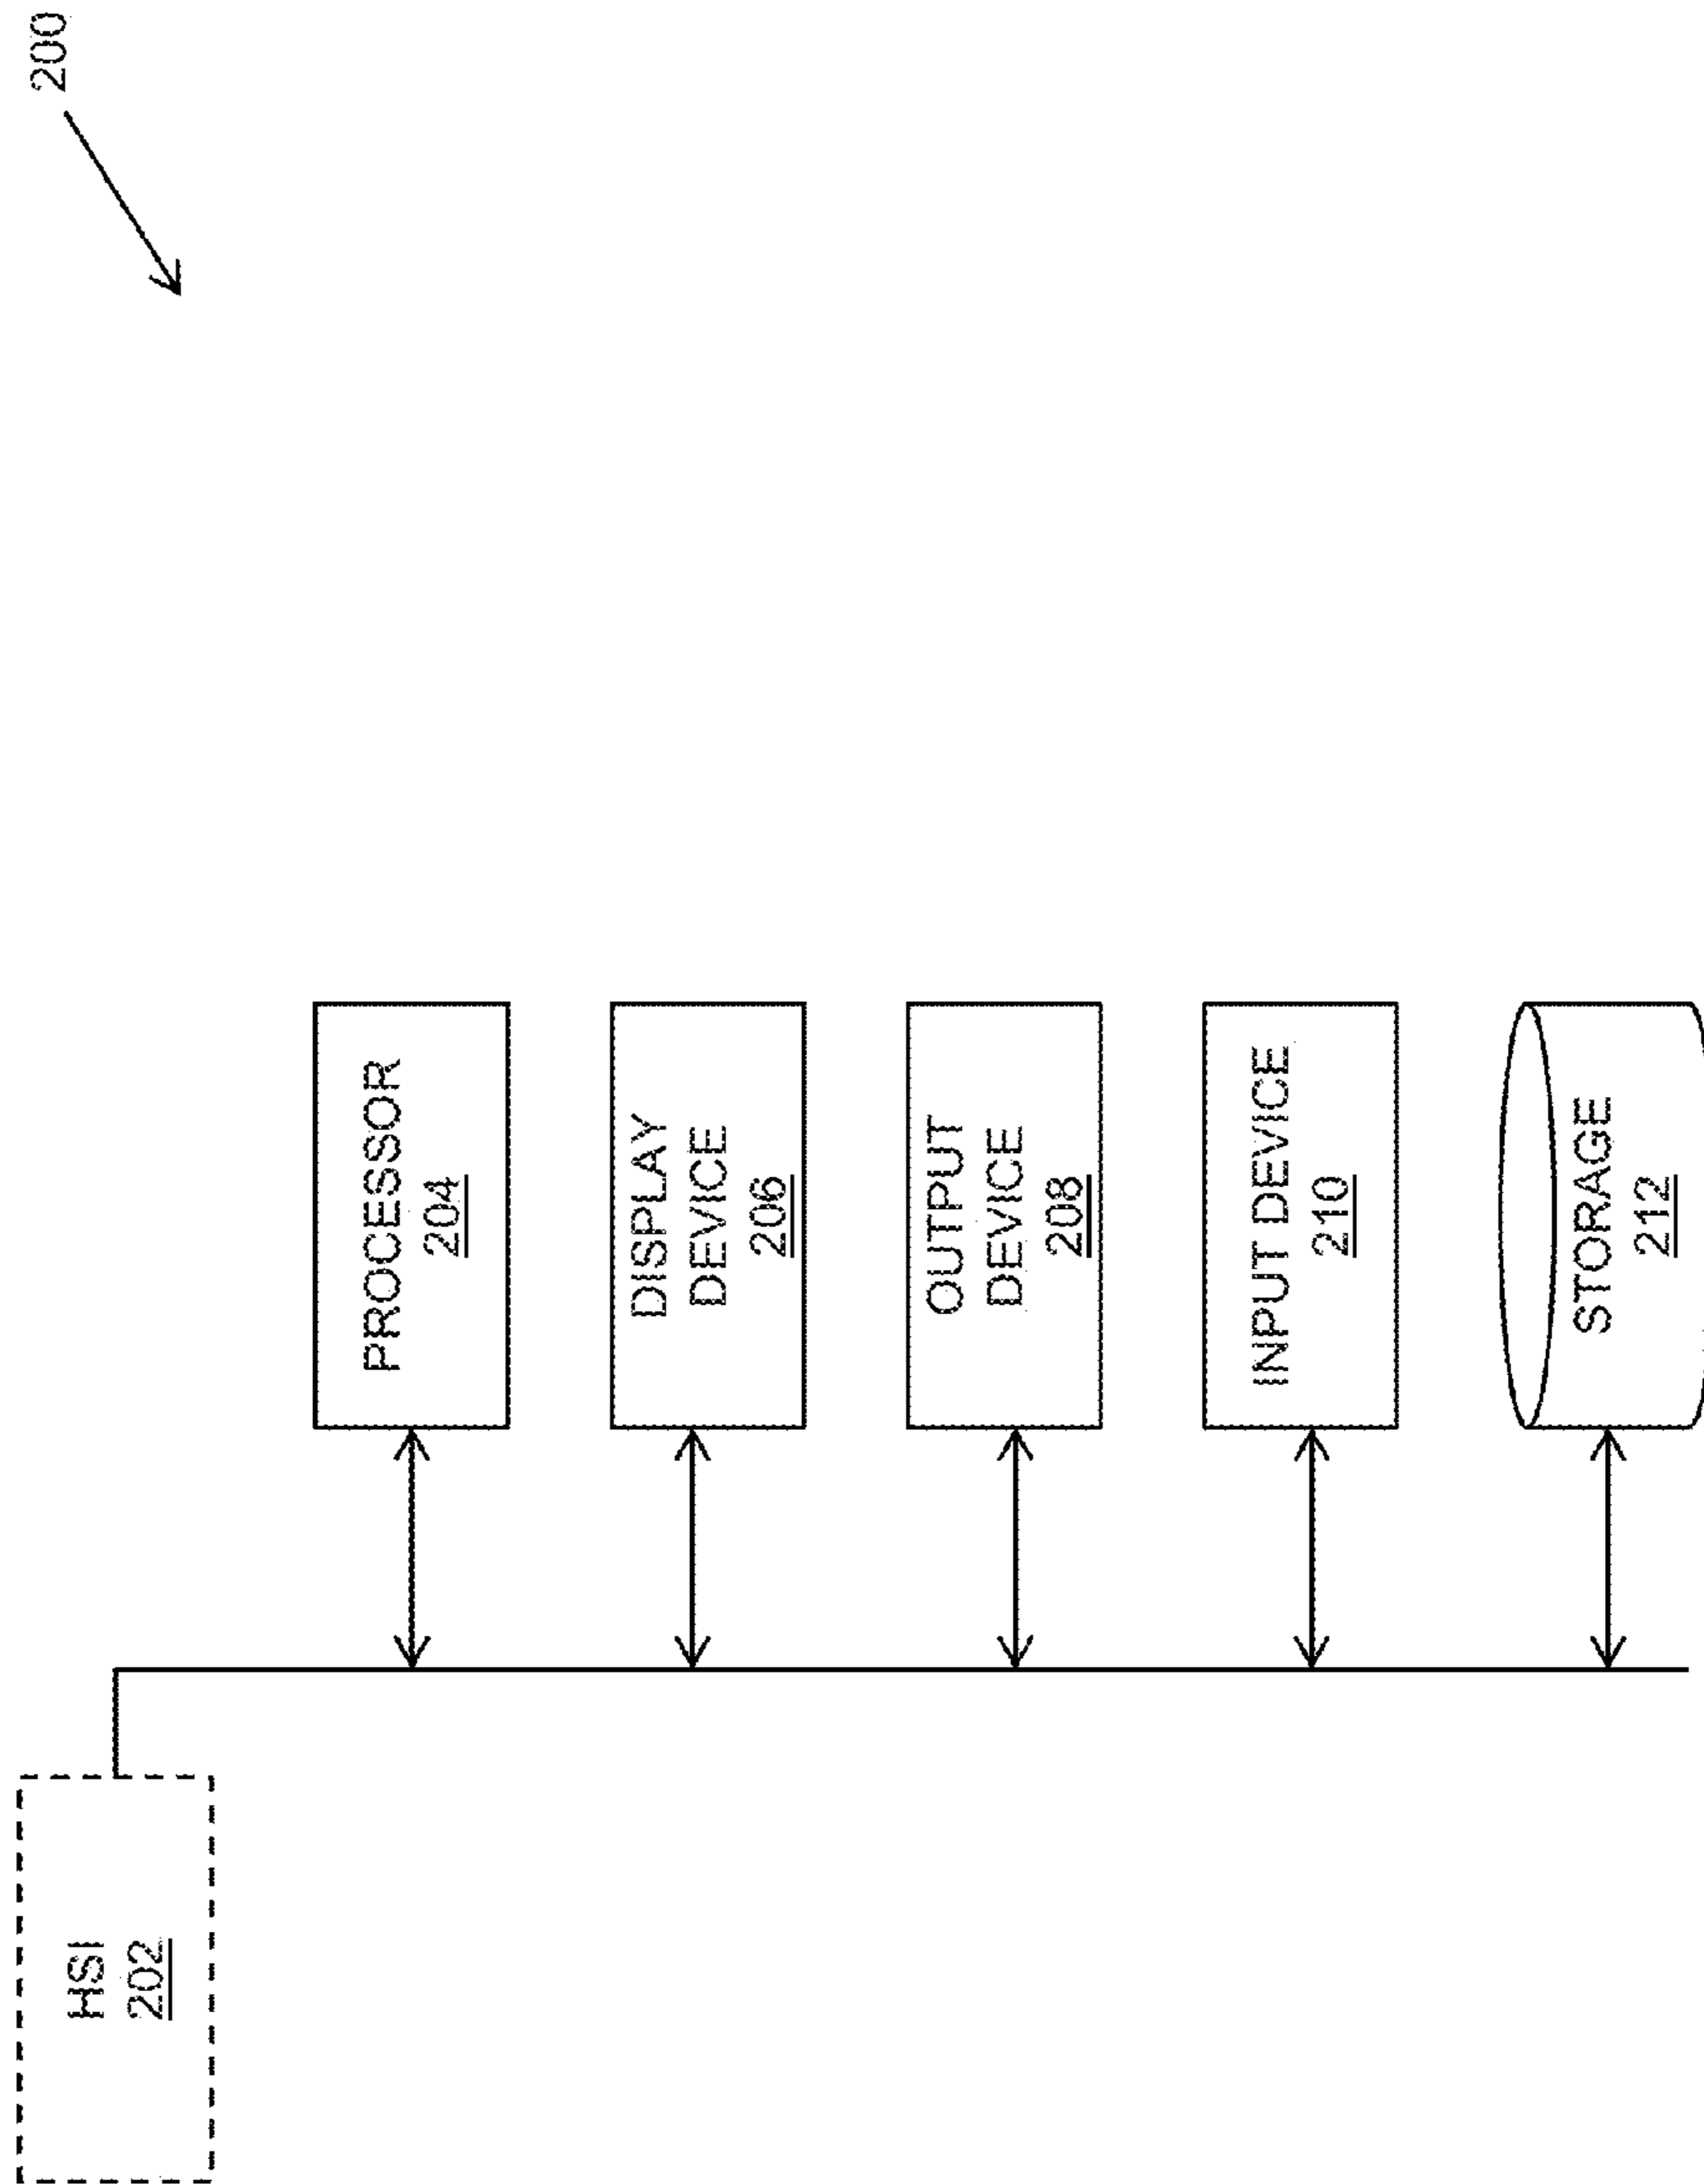 200
HSI
202
PROCESSOR
204
DISPLAY
DEVICE
206
OUTPUT
DEVICE
208
INPUT DEVICE
210
STORAGE
212